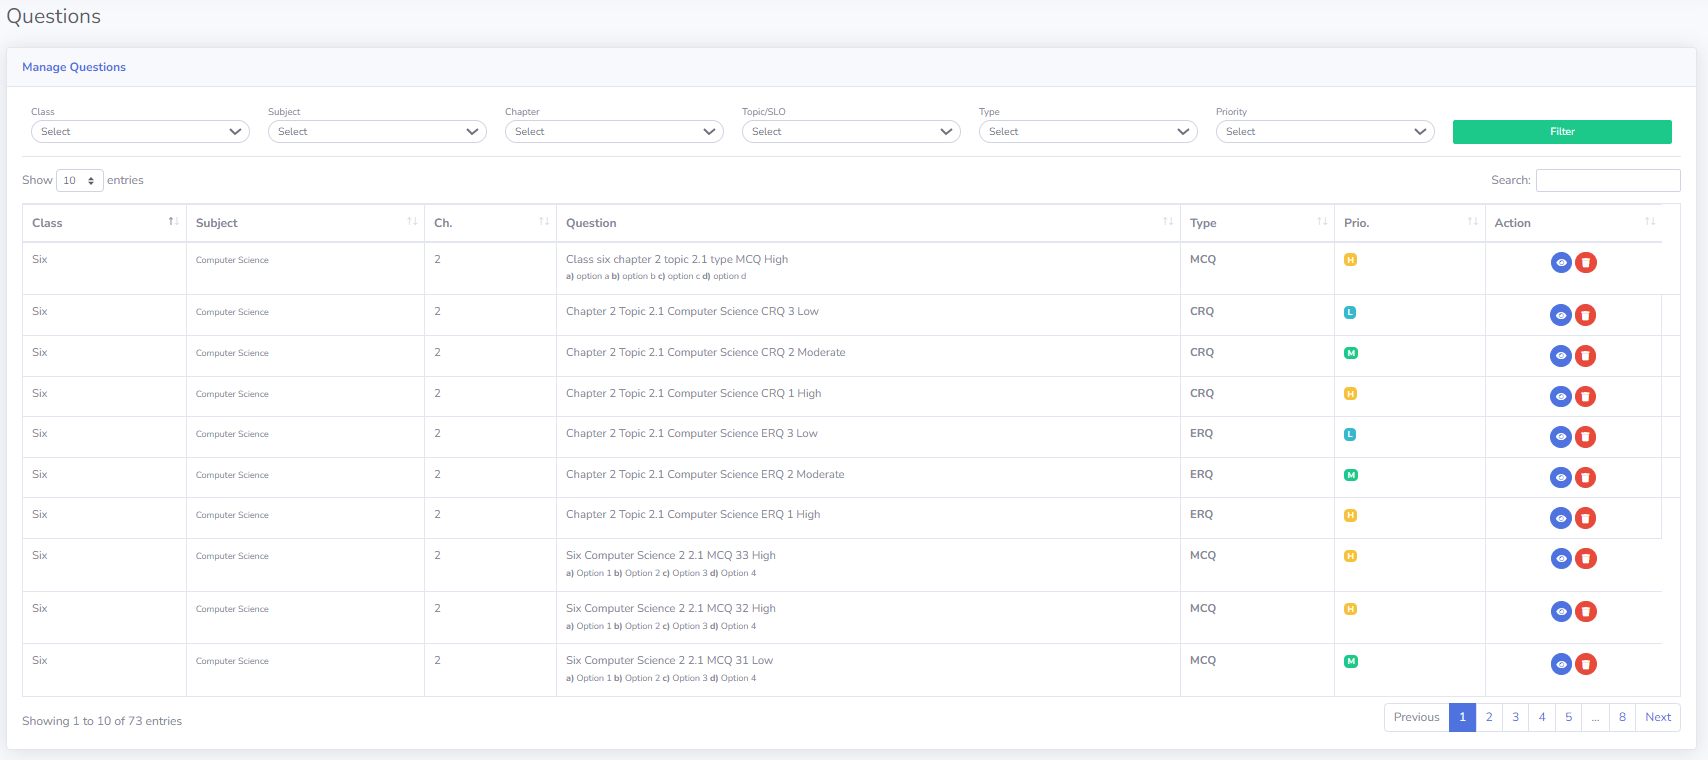 Questions
Manage Questions
Class Subject Chapter Topic/SLO Type Priority
Select Select Select Select Select Select Filter
Show 10 entries Search:
Class Subject Ch. Question Type Prio. Action
Six Computer Science 2 Class six chapter 2 topic 2.1 type MCQ High MCQ H
a) option a b) option b c) option c d) option d
Six Computer Science 2 Chapter 2 Topic 2.1 Computer Science CRQ 3 Low CRQ L
Six Computer Science 2 Chapter 2 Topic 2.1 Computer Science CRQ 2 Moderate CRQ M
Six Computer Science 2 Chapter 2 Topic 2.1 Computer Science CRQ 1 High CRQ H
Six Computer Science 2 Chapter 2 Topic 2.1 Computer Science ERQ 3 Low ERQ L
Six Computer Science 2 Chapter 2 Topic 2.1 Computer Science ERQ 2 Moderate ERQ M
Six Computer Science 2 Chapter 2 Topic 2.1 Computer Science ERQ 1 High ERQ H
Six Computer Science 2 Six Computer Science 2 2.1 MCQ 33 High MCQ H
a) Option 1 b) Option 2 c) Option 3 d) Option 4
Six Computer Science 2 Six Computer Science 2 2.1 MCQ 32 High MCQ H
a) Option 1 b) Option 2 c) Option 3 d) Option 4
Six Computer Science 2 Six Computer Science 2 2.1 MCQ 31 Low MCQ M
a) Option 1 b) Option 2 c) Option 3 d) Option 4
Showing 1 to 10 of 73 entries Previous 1 2 3 4 5 ... 8 Next